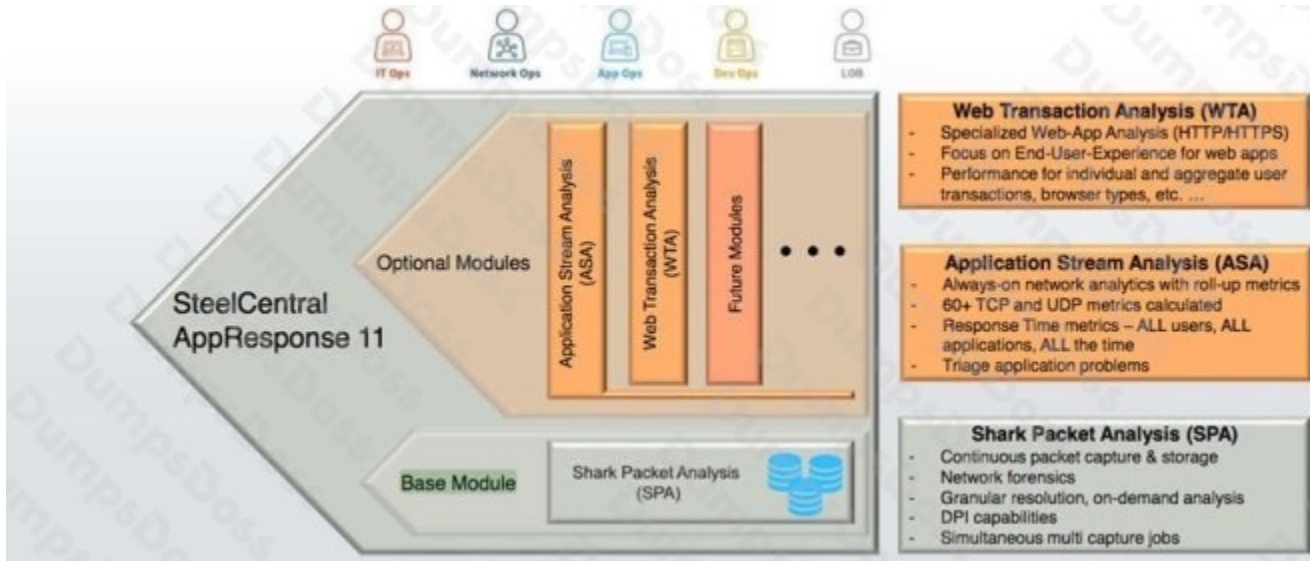 IT Ops
Network Ops
App Ops
Dev Ops
LOB
SteelCentral
AppResponse 11
Optional Modules
Application Stream Analysis
(ASA)
Web Transaction Analysis
(WTA)
Future Modules
• • •
Base Module
Shark Packet Analysis
(SPA)
Web Transaction Analysis (WTA)
- Specialized Web-App Analysis (HTTP/HTTPS)
- Focus on End-User-Experience for web apps
- Performance for individual and aggregate user
transactions, browser types, etc. ...
Application Stream Analysis (ASA)
- Always-on network analytics with roll-up metrics
- 60+ TCP and UDP metrics calculated
- Response Time metrics – ALL users, ALL
applications, ALL the time
- Triage application problems
Shark Packet Analysis (SPA)
- Continuous packet capture & storage
- Network forensics
- Granular resolution, on-demand analysis
- DPI capabilities
- Simultaneous multi capture jobs
DumpsDoss